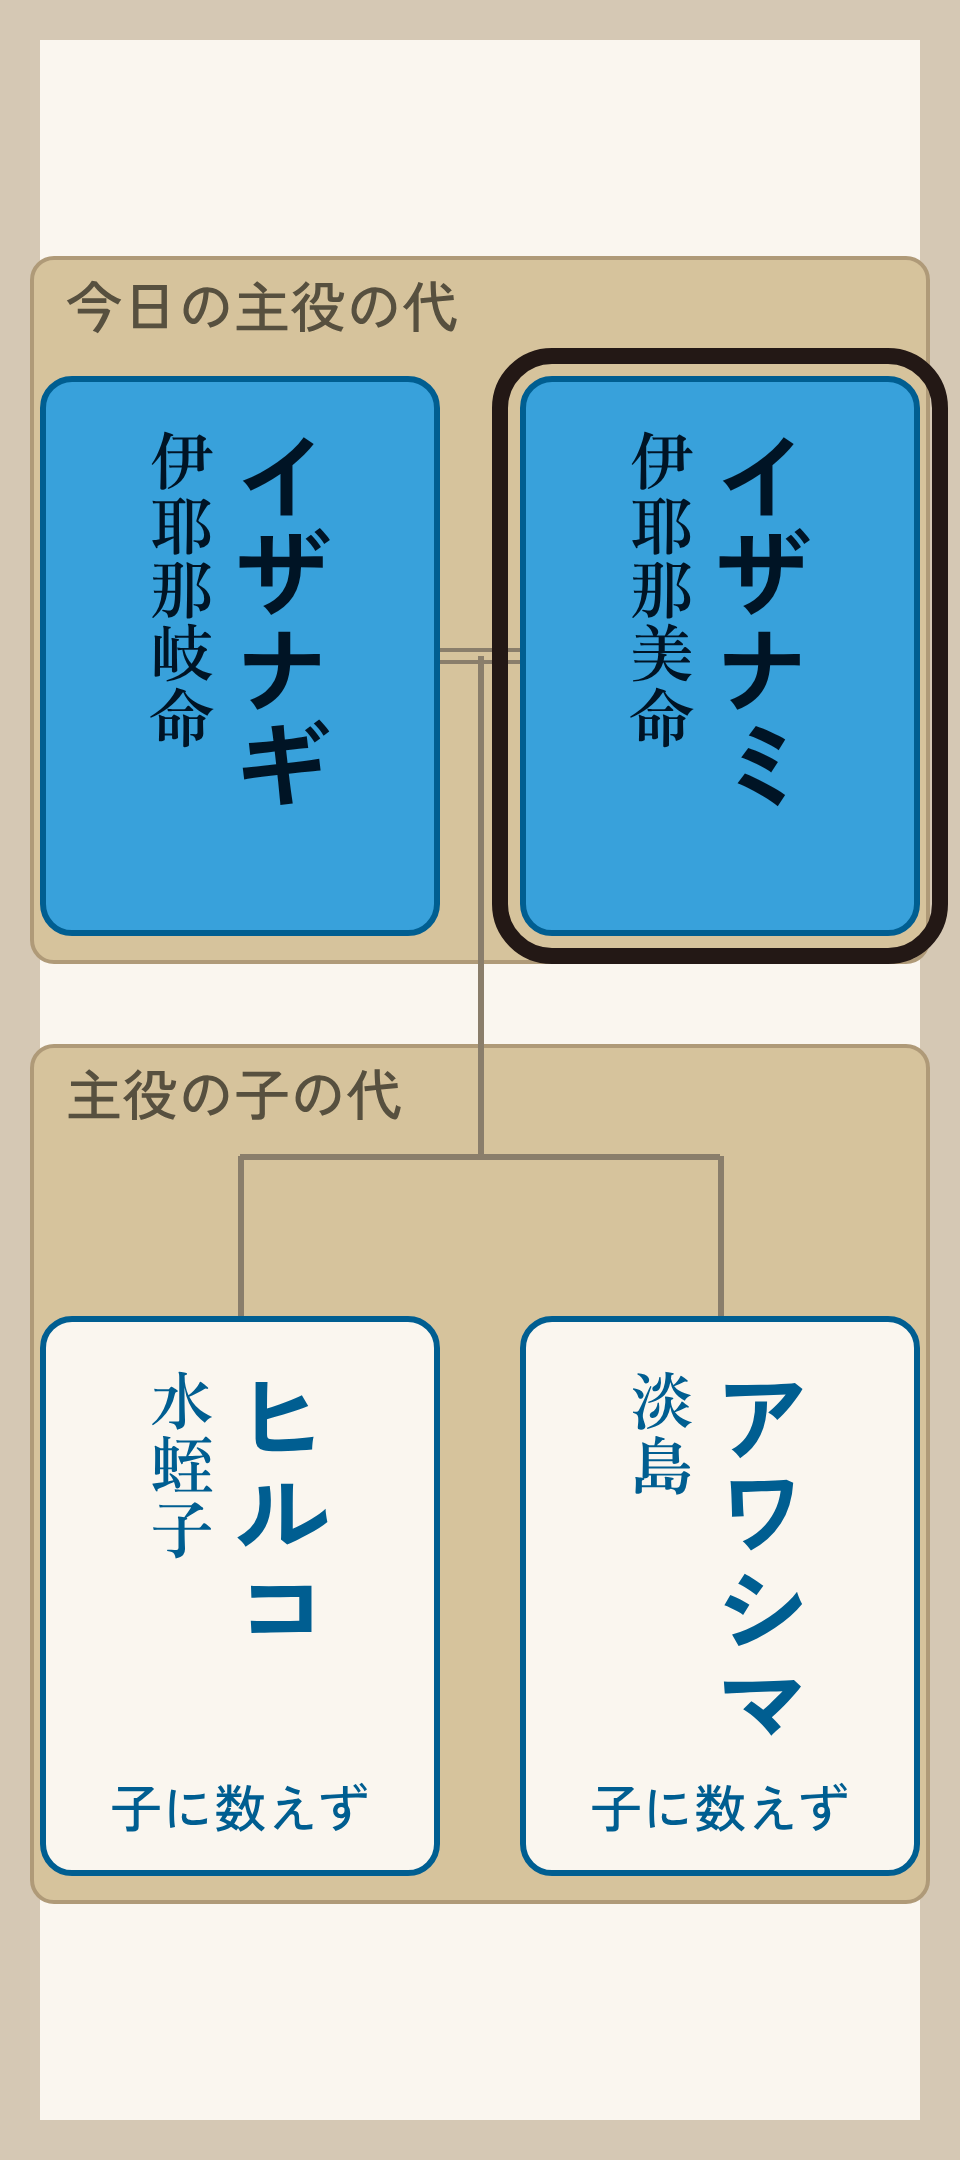 今日の主役の代
イザナミ
伊耶那美命
イザナギ
伊耶那岐命
主役の子の代
アワシマ
淡島
子に数えず
ヒルコ
水蛭子
子に数えず